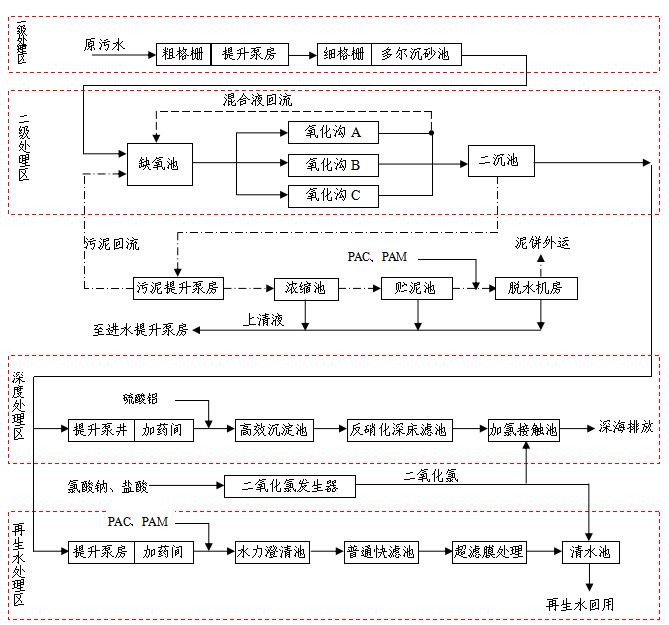 一级处理区
原污水
粗格栅
提升泵房
细格栅
多尔沉砂池
二级处理区
混合液回流
缺氧池
氧化沟 A
氧化沟 B
氧化沟 C
二沉池
污泥回流
泥饼外运
PAC、PAM
污泥提升泵房
浓缩池
贮泥池
脱水机房
上清液
至进水提升泵房
深度处理区
硫酸铝
提升泵井
加药间
高效沉淀池
反硝化深床滤池
加氯接触池
深海排放
氯酸钠、盐酸
二氧化氯发生器
二氧化氯
再生水处理区
PAC、PAM
提升泵房
加药间
水力澄清池
普通快滤池
超滤膜处理
清水池
再生水回用